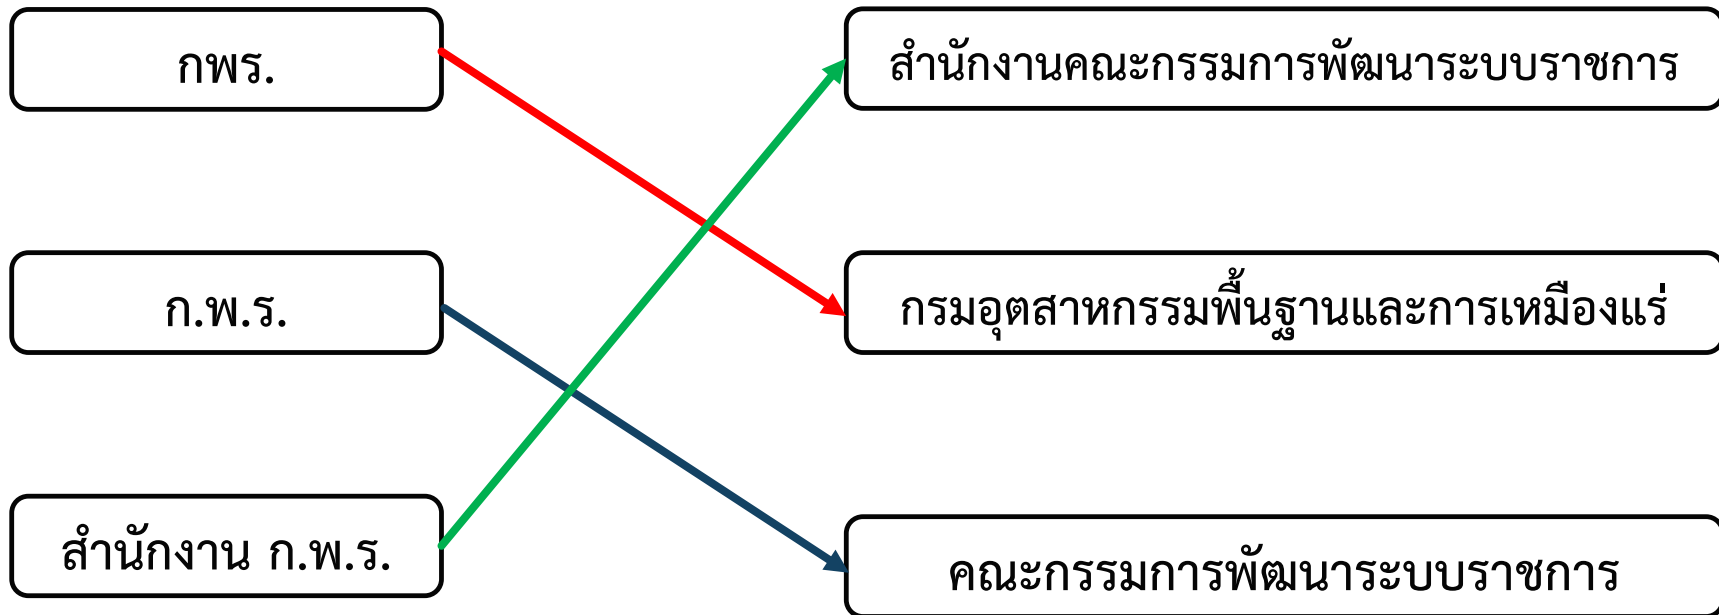 กพร.
สำนักงานคณะกรรมการพัฒนาระบบราชการ
ก.พ.ร.
กรมอุตสาหกรรมพื้นฐานและการเหมืองแร่
สำนักงาน ก.พ.ร.
คณะกรรมการพัฒนาระบบราชการ